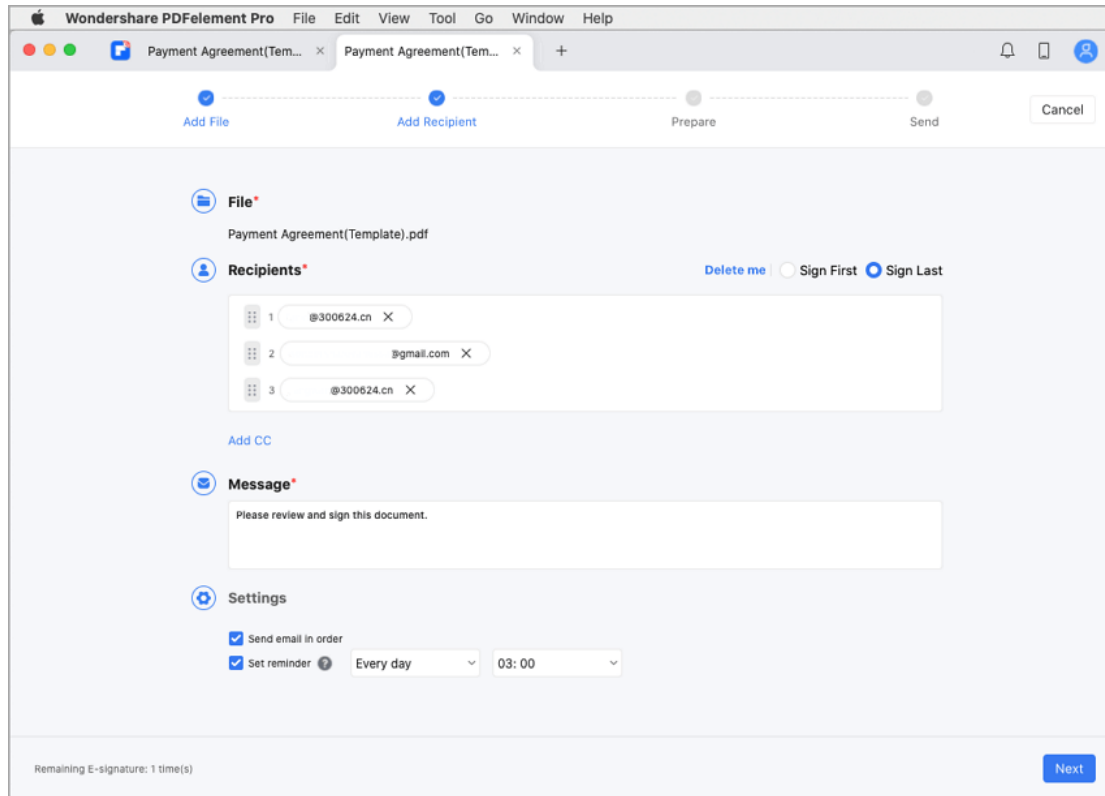 Wondershare PDFelement Pro File Edit View Tool Go Window Help
Payment Agreement(Tem... × Payment Agreement(Tem... × +
Add File Add Recipient Prepare Send Cancel
File*
Payment Agreement(Template).pdf
Recipients* Delete me Sign First Sign Last
1 @300624.cn ×
2 @gmail.com ×
3 @300624.cn ×
Add CC
Message*
Please review and sign this document.
Settings
Send email in order
Set reminder ? Every day 03: 00
Remaining E-signature: 1 time(s) Next